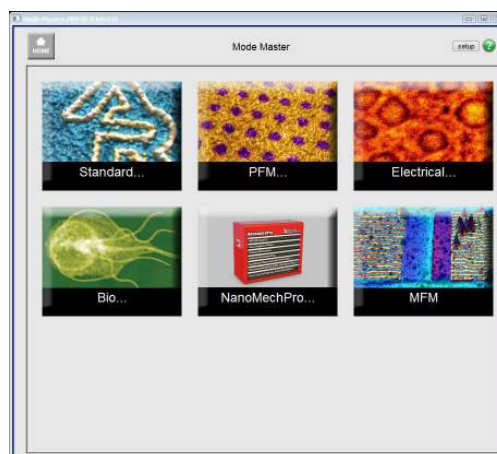 Mode Master
HOME
setup
?
Standard...
PFM...
Electrical...
Bio...
NanoMechPro...
MFM